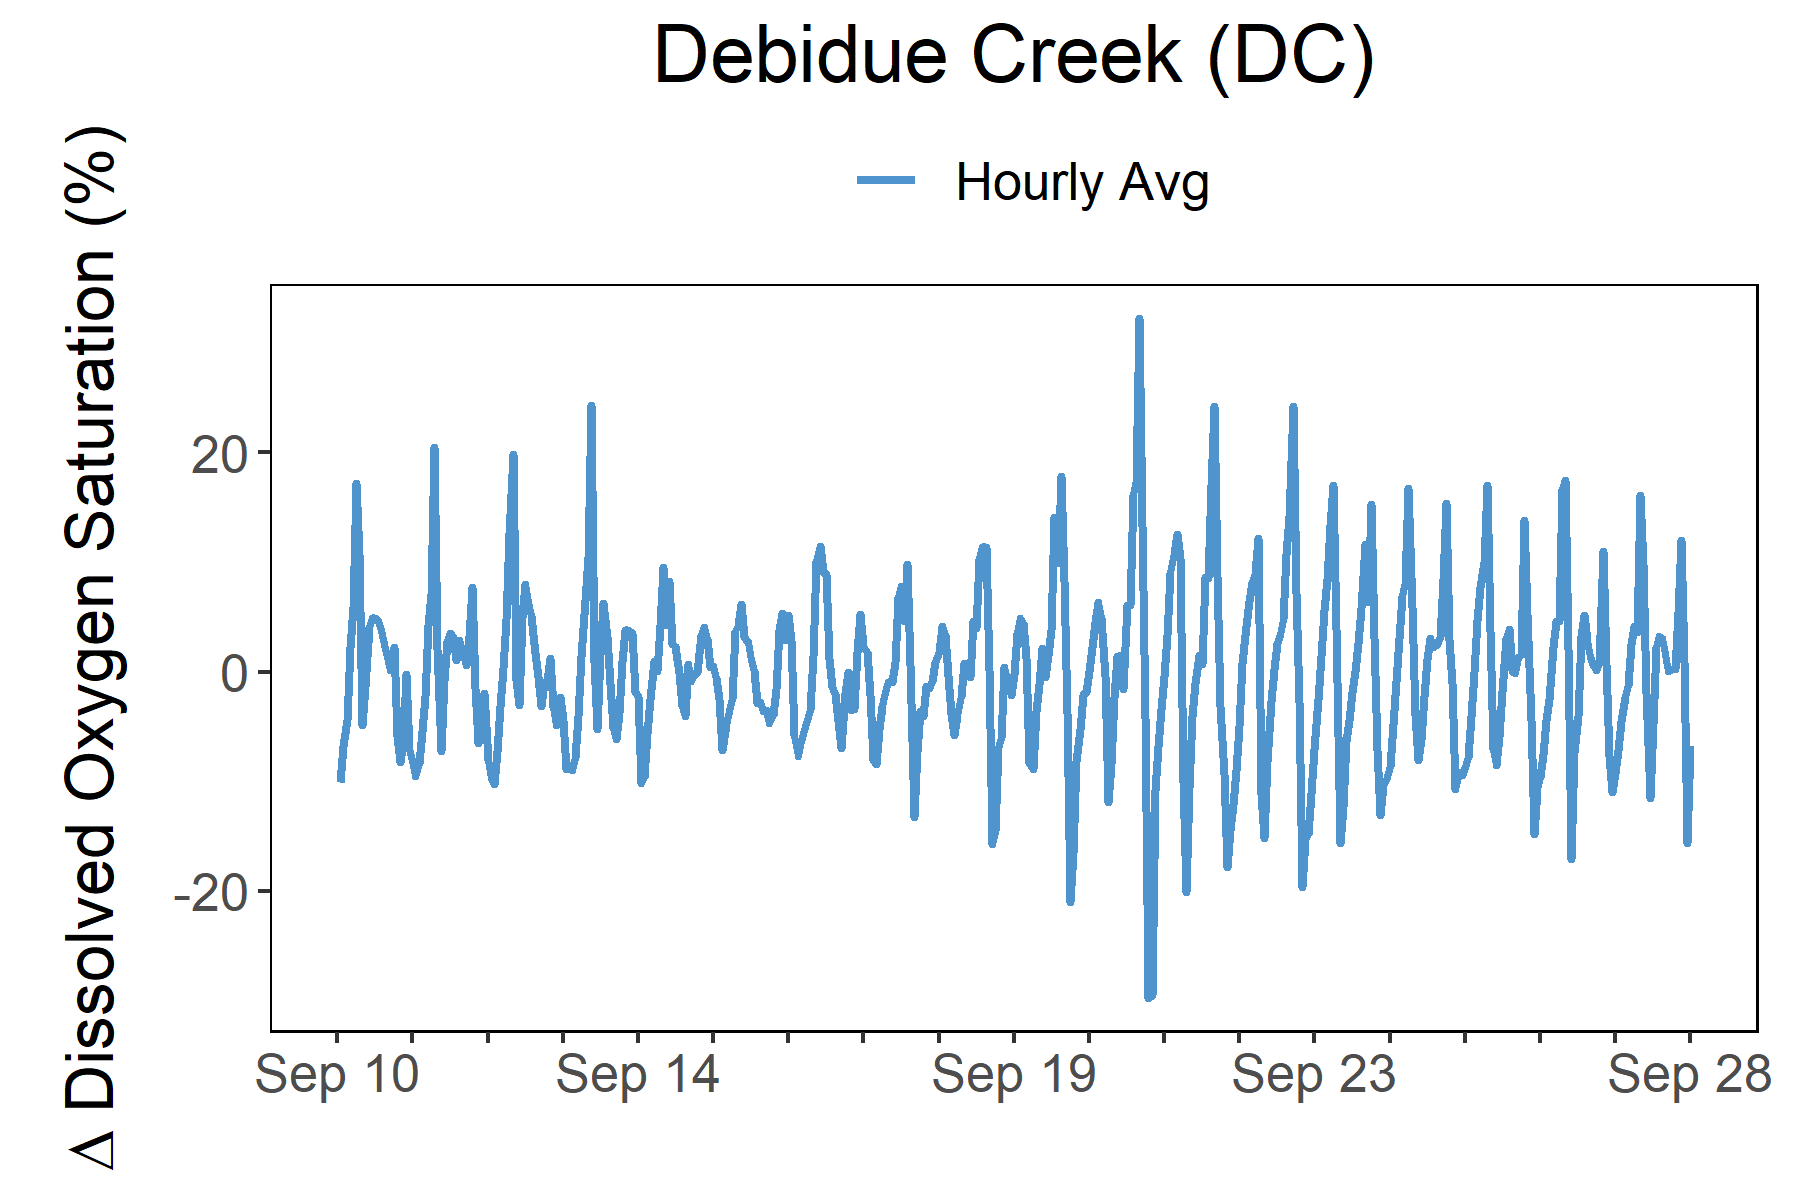 Debidue Creek (DC)
Hourly Avg
Δ Dissolved Oxygen Saturation (%)
20
0
-20
Sep 10 Sep 14 Sep 19 Sep 23 Sep 28